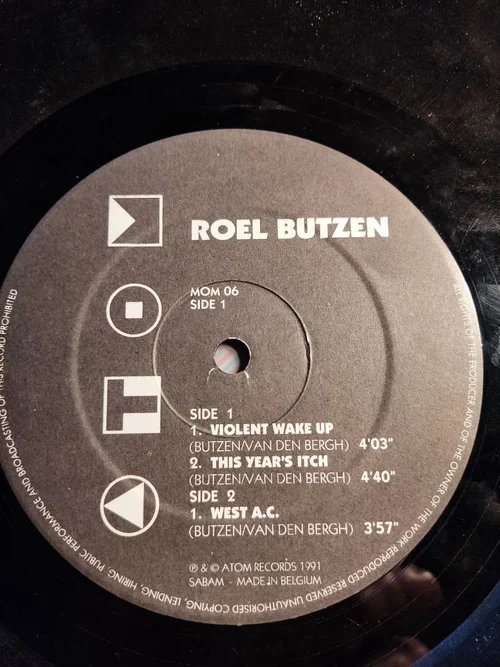 ROEL BUTZEN
MOM 06
SIDE 1
SIDE 1
1. VIOLENT WAKE UP
(BUTZEN/VAN DEN BERGH) 4'03"
2. THIS YEAR'S ITCH
(BUTZEN/VAN DEN BERGH) 4'40"
SIDE 2
1. WEST A.C.
(BUTZEN/VAN DEN BERGH) 3'57"
℗ & © ATOM RECORDS 1991
SABAM - MADE IN BELGIUM
ALL RIGHTS OF THE PRODUCER AND OF THE OWNER OF THE WORK REPRODUCED RESERVED UNAUTHORISED COPYING, LENDING, HIRING, PUBLIC PERFORMANCE AND BROADCASTING OF THIS RECORD PROHIBITED